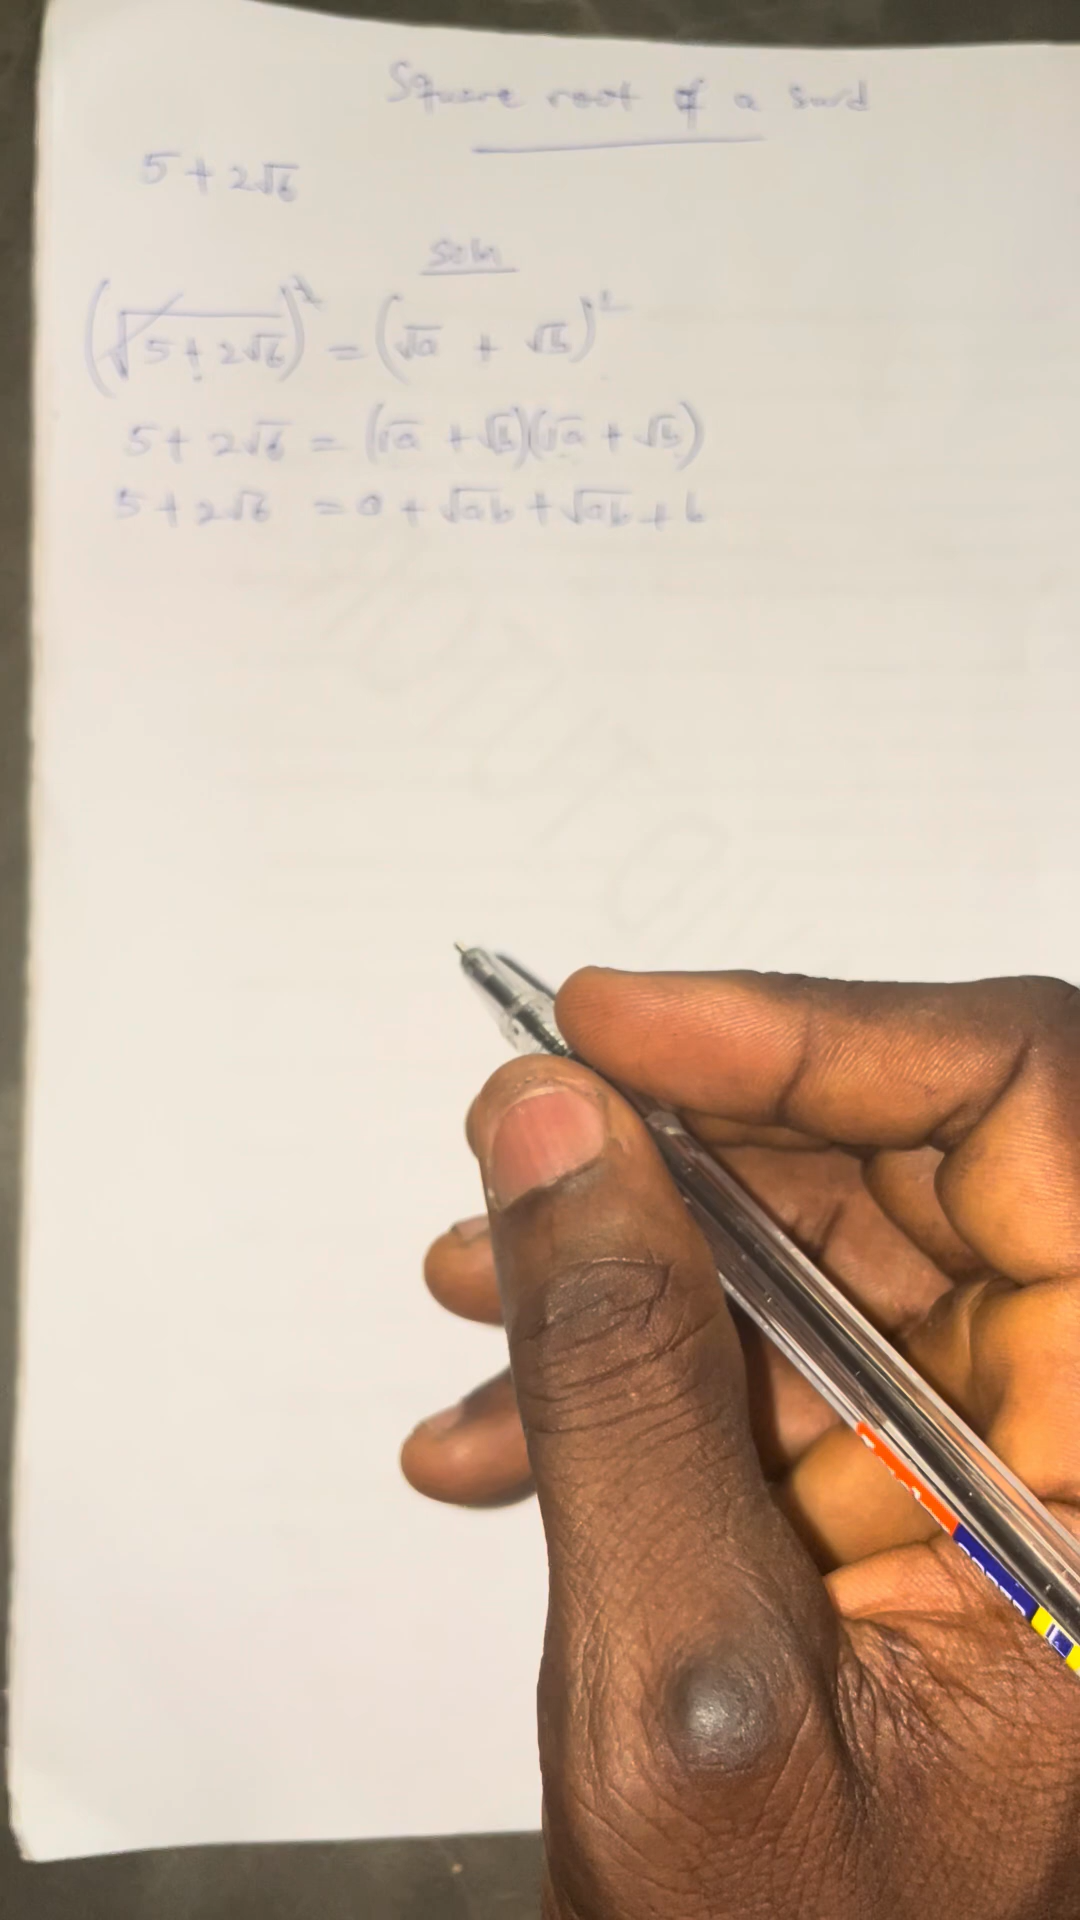 Square root of a Surd
5 + 2√6
Soln
(√5 + 2√6)² = (√a + √b)²
5 + 2√6 = (√a + √b)(√a + √b)
5 + 2√6 = a + √ab + √ab + b